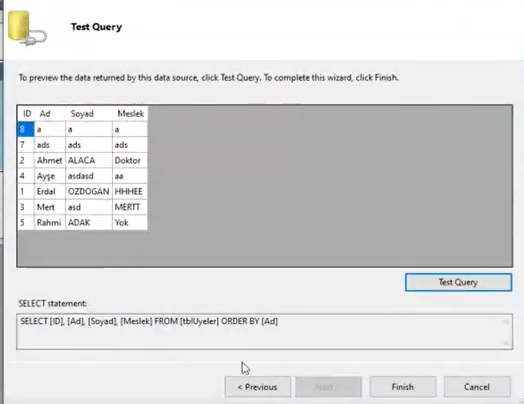 Test Query
To preview the data returned by this data source, click Test Query. To complete this wizard, click Finish.
ID Ad Soyad Meslek
8 a a a
7 ads ads ads
2 Ahmet ALACA Doktor
4 Ayşe asdasd aa
1 Erdal OZDOGAN HHHEE
3 Mert asd MERTT
5 Rahmi ADAK Yok
Test Query
SELECT statement:
SELECT [ID], [Ad], [Soyad], [Meslek] FROM [tblUyeler] ORDER BY [Ad]
< Previous
Finish
Cancel